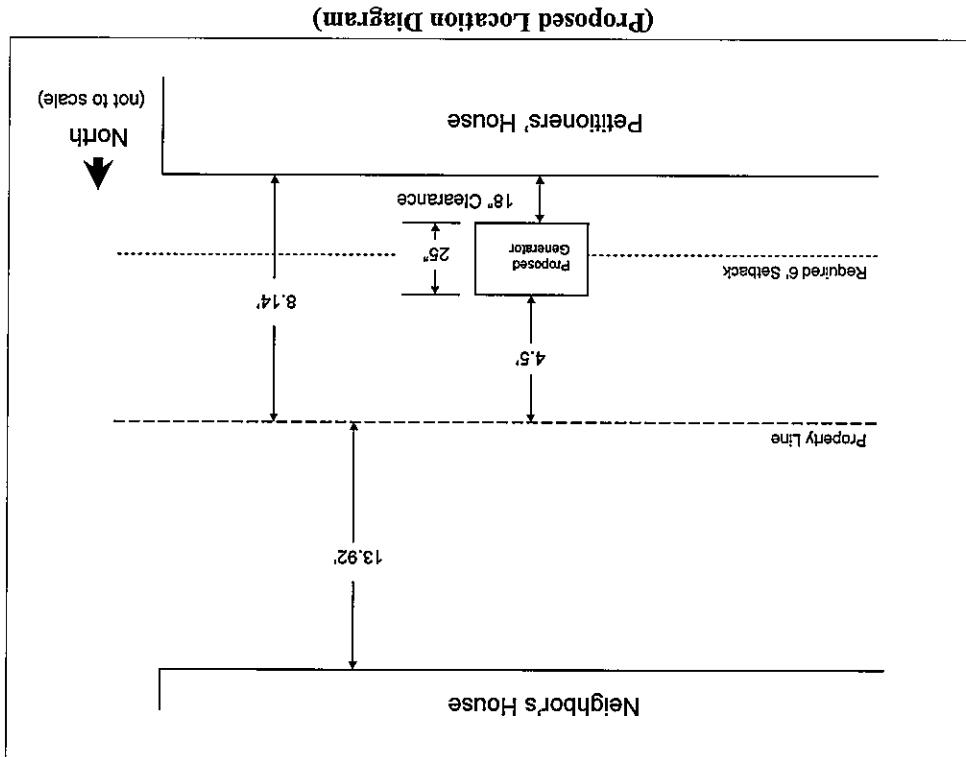 (Proposed Location Diagram)
Petitioners' House
North
(not to scale)
18" Clearance
Proposed
Generator
25"
Required 6' Setback
8.14'
4.5'
Property Line
13.92'
Neighbor's House